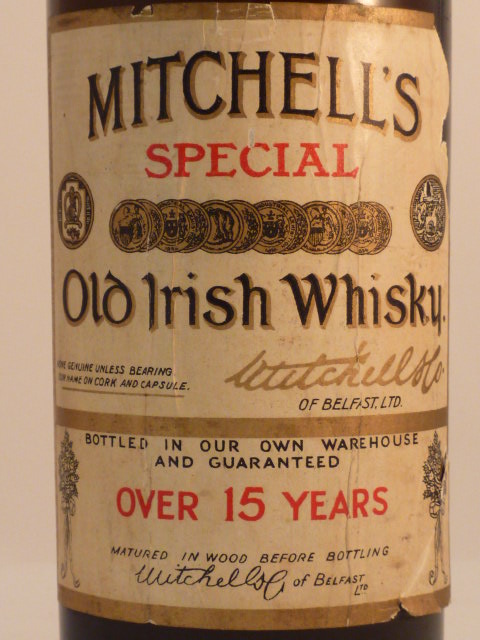 MITCHELL'S
SPECIAL
Old Irish Whisky.
NONE GENUINE UNLESS BEARING
OUR NAME ON CORK AND CAPSULE.
Mitchell & Co.
OF BELFAST, LTD.
BOTTLED IN OUR OWN WAREHOUSE
AND GUARANTEED
OVER 15 YEARS
MATURED IN WOOD BEFORE BOTTLING
Mitchell & Co. OF BELFAST LTD